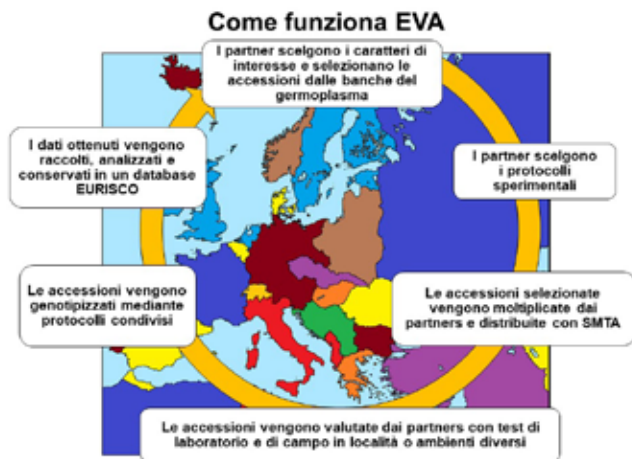 Come funziona EVA
I partner scelgono i caratteri di
interesse e selezionano le
accessioni dalle banche del
germoplasma
I partner scelgono
i protocolli
sperimentali
Le accessioni selezionate
vengono moltiplicate dai
partners e distribuite con SMTA
Le accessioni vengono valutate dai partners con test di
laboratorio e di campo in località o ambienti diversi
Le accessioni vengono
genotipizzati mediante
protocolli condivisi
I dati ottenuti vengono
raccolti, analizzati e
conservati in un database
EURISCO